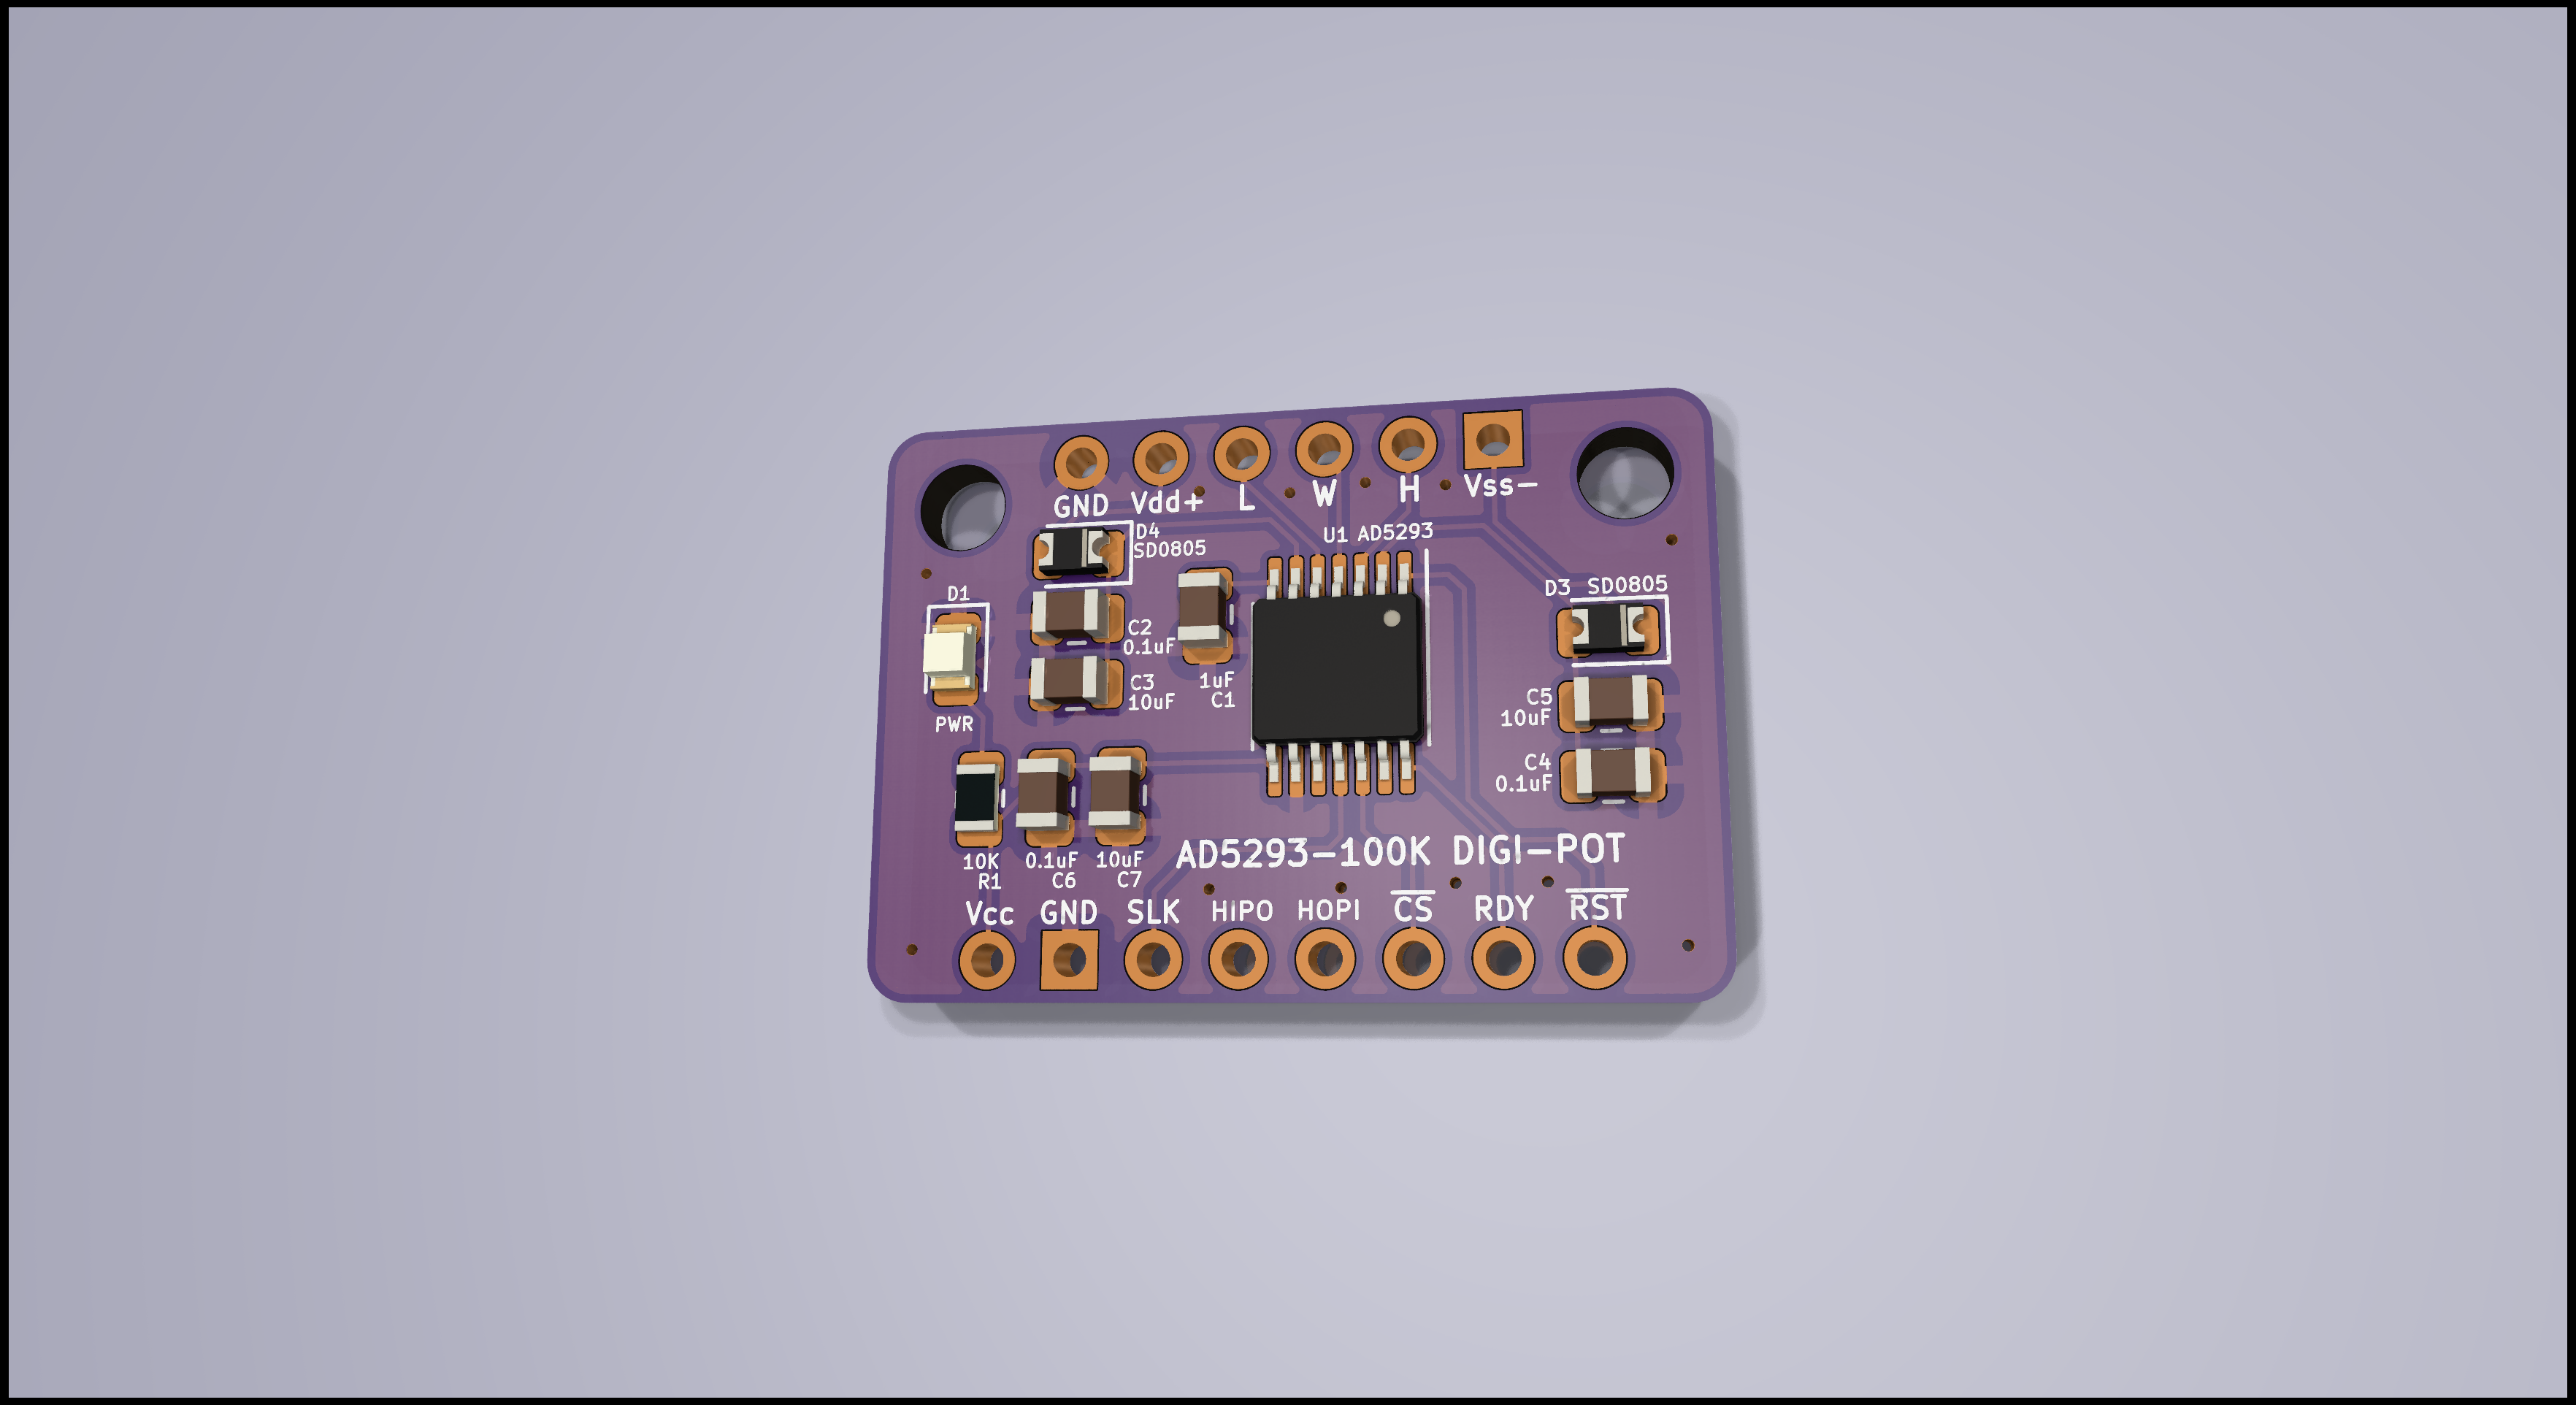 GND Vdd+ L W H Vss-
D4
SD0805
U1 AD5293
D1
D3 SD0805
C2
0.1uF
C3
10uF
1uF
C1
C5
10uF
PWR
C4
0.1uF
AD5293-100K DIGI-POT
10K
R1
0.1uF
C6
10uF
C7
Vcc GND SLK HIPO HOPI CS RDY RST